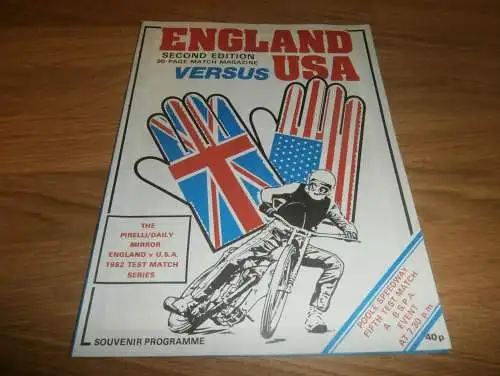 ENGLAND
SECOND EDITION
20-PAGE MATCH MAGAZINE
VERSUS USA
THE
PIRELLI/DAILY
MIRROR
ENGLAND v U.S.A.
1982 TEST MATCH
SERIES
POOLE SPEEDWAY
FIFTH TEST MATCH
A B.S.P.A.
EVENT
AT 7.30 p.m.
SOUVENIR PROGRAMME
40p